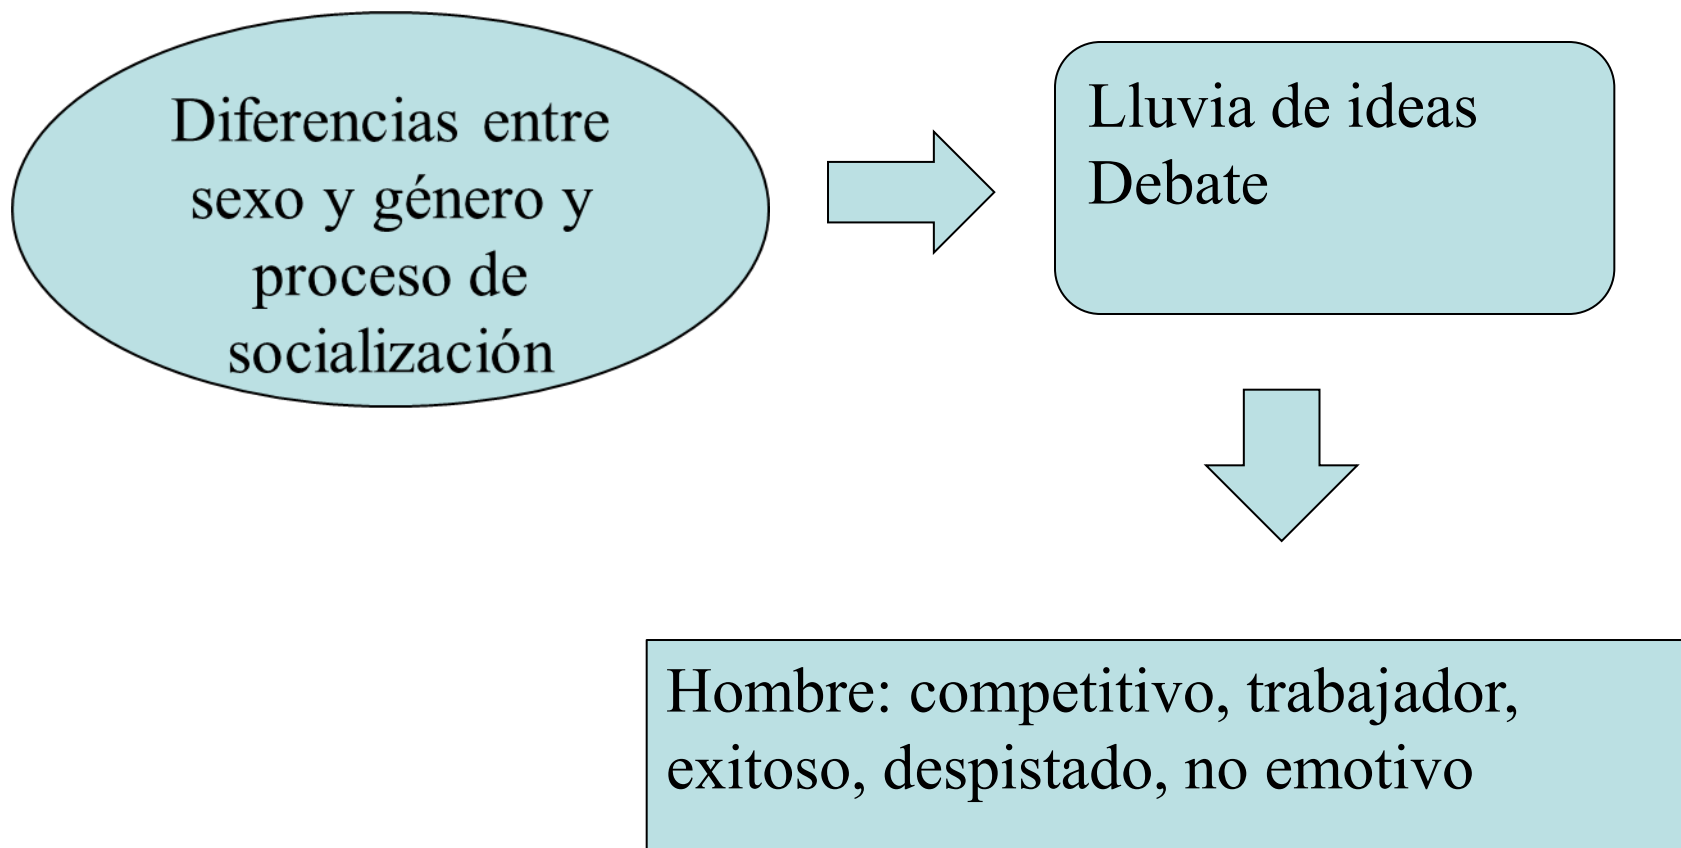 Diferencias entre
sexo y género y
proceso de
socialización
Lluvia de ideas
Debate
Hombre: competitivo, trabajador,
exitoso, despistado, no emotivo